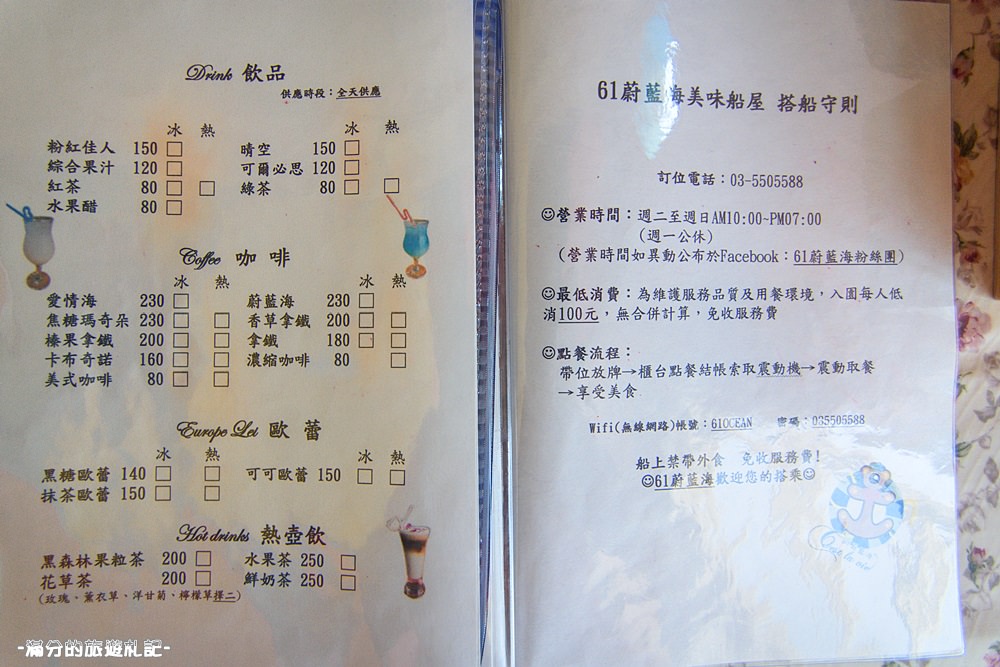 Drink 飲品
供應時段：全天供應
冰 熱 冰 熱
粉紅佳人 150 □ 晴空 150 □
綜合果汁 120 □ 可爾必思 120 □
紅茶 80 □ □ 綠茶 80 □ □
水果醋 80 □
Coffee 咖啡
冰 熱 冰 熱
愛情海 230 □ 蔚藍海 230 □
焦糖瑪奇朵 230 □ □ 香草拿鐵 200 □ □
榛果拿鐵 200 □ □ 拿鐵 180 □ □
卡布奇諾 160 □ □ 濃縮咖啡 80 □
美式咖啡 80 □ □
Europe Lei 歐蕾
冰 熱 冰 熱
黑糖歐蕾 140 □ □ 可可歐蕾 150 □ □
抹茶歐蕾 150 □ □
Hot drinks 熱壺飲
黑森林果粒茶 200 □ 水果茶 250 □
花草茶 200 □ 鮮奶茶 250 □
（玫瑰、薰衣草、洋甘菊、檸檬草擇二）
61蔚藍海美味船屋 搭船守則
訂位電話：03-5505588
☺營業時間：週二至週日AM10:00~PM07:00
（週一公休）
（營業時間如異動公布於Facebook：61蔚藍海粉絲團）
☺最低消費：為維護服務品質及用餐環境，入園每人低
消100元，無合併計算，免收服務費
☺點餐流程：
帶位放牌→櫃台點餐結帳索取震動機→震動取餐
→享受美食
Wifi(無線網路)帳號：61OCEAN 密碼：035505588
船上禁帶外食 免收服務費!
☺61蔚藍海歡迎您的搭乘☺
-滿分的旅遊札記-